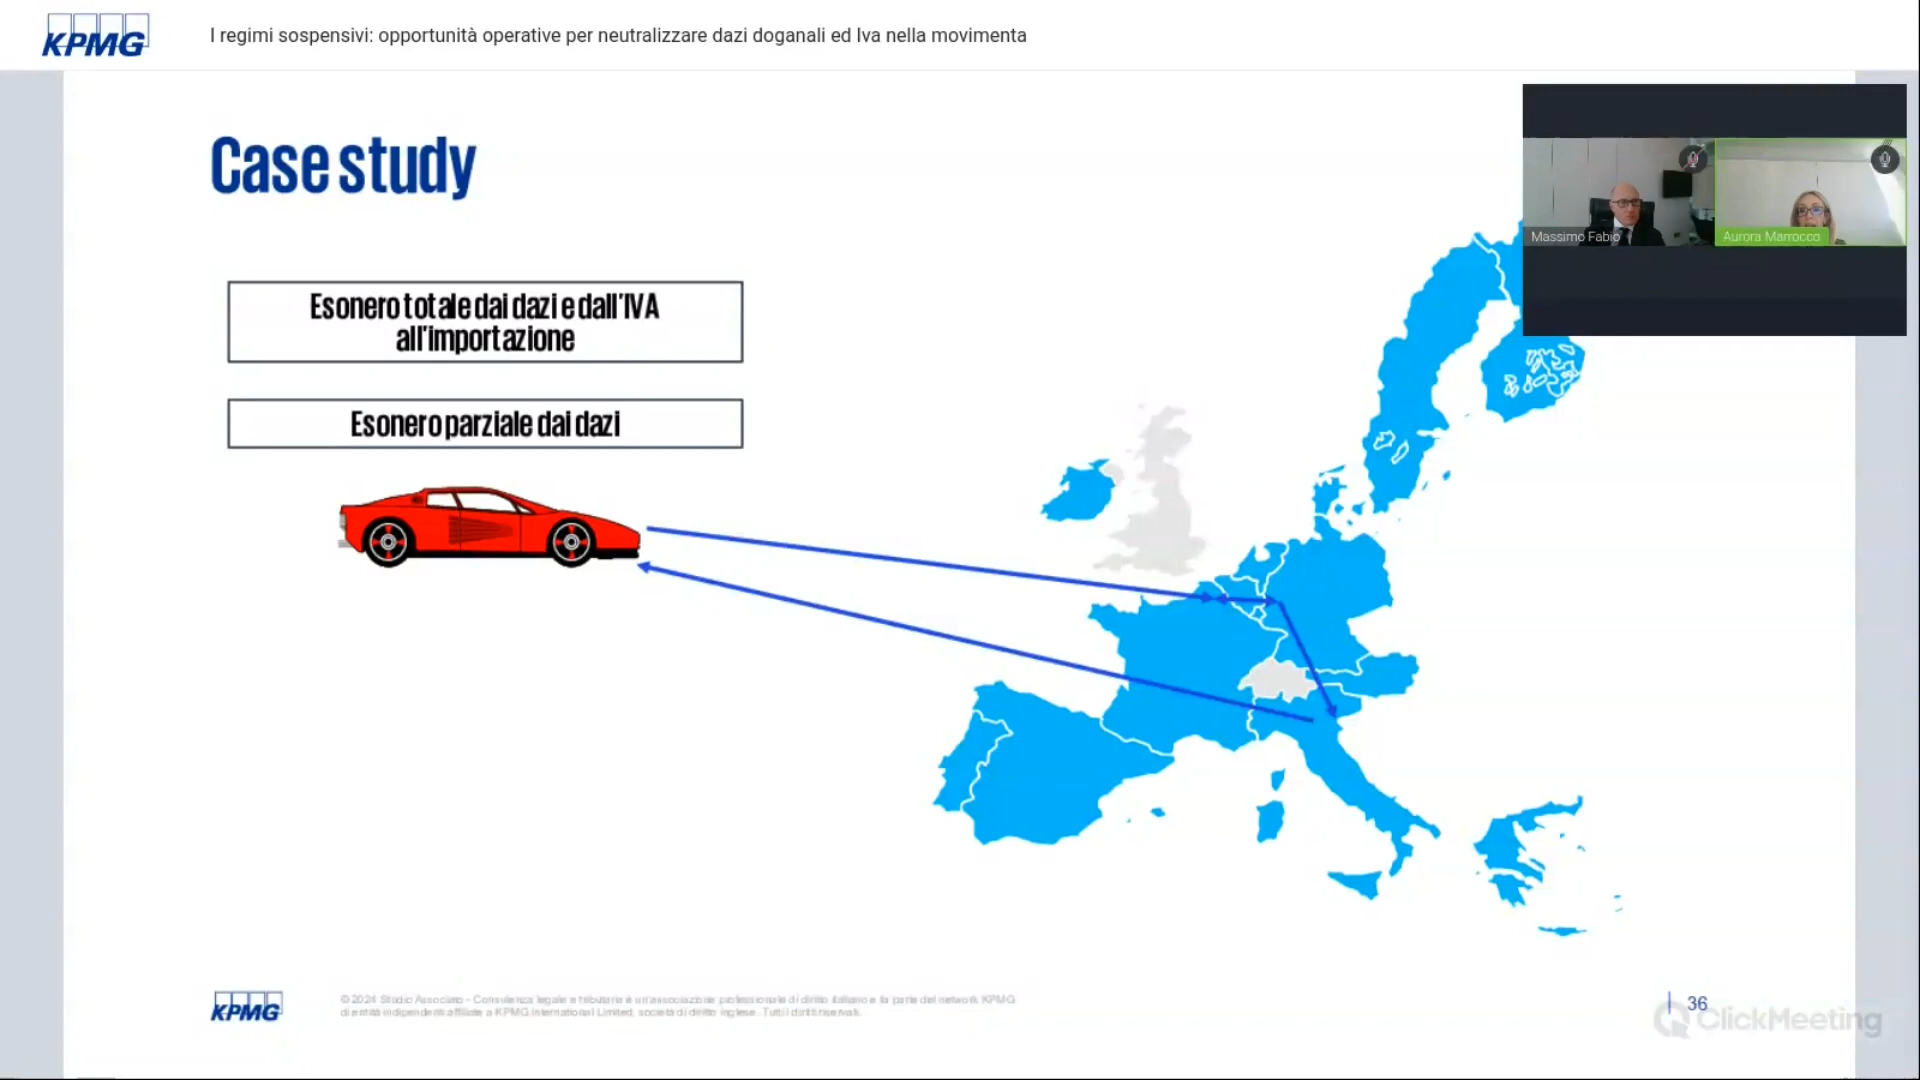 KPMG
I regimi sospensivi: opportunità operative per neutralizzare dazi doganali ed Iva nella movimenta
Case study
Massimo Fabio
Aurora Marrocco
Esonero totale dai dazi e dall'IVA
all'importazione
Esonero parziale dai dazi
KPMG
© 2024 Studio Associato - Consulenza legale e tributaria è un'associazione professionale di diritto italiano e fa parte del network KPMG
di entità indipendenti affiliate a KPMG International Limited, società di diritto inglese. Tutti i diritti riservati.
36
ClickMeeting